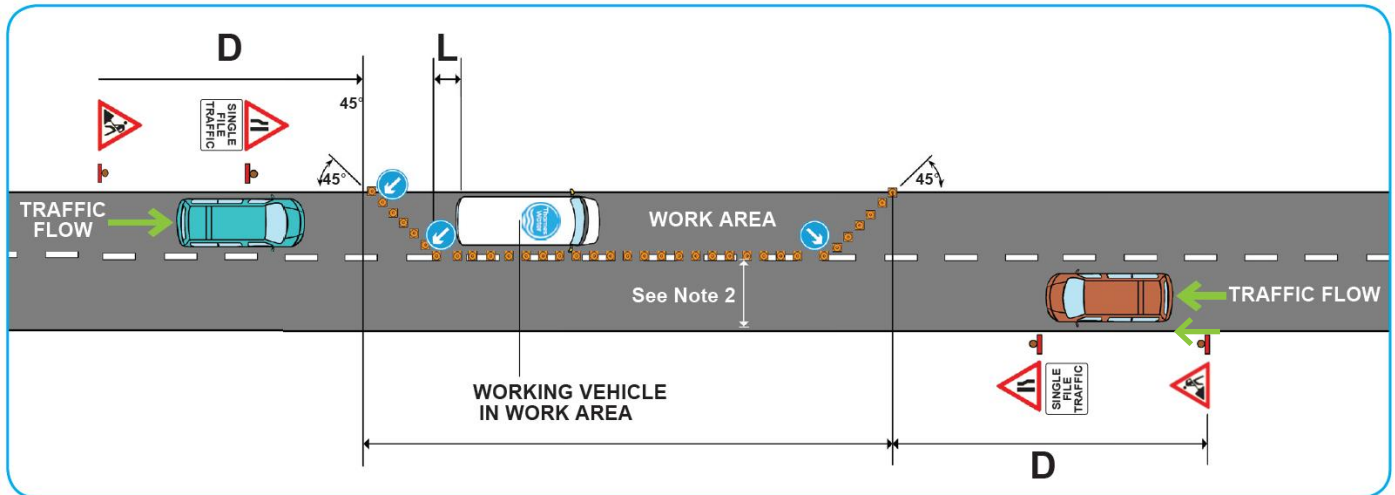 D
L
45°
SINGLE
FILE
TRAFFIC
45°
45°
TRAFFIC
FLOW
WORK AREA
See Note 2
TRAFFIC FLOW
WORKING VEHICLE
IN WORK AREA
SINGLE
FILE
TRAFFIC
D